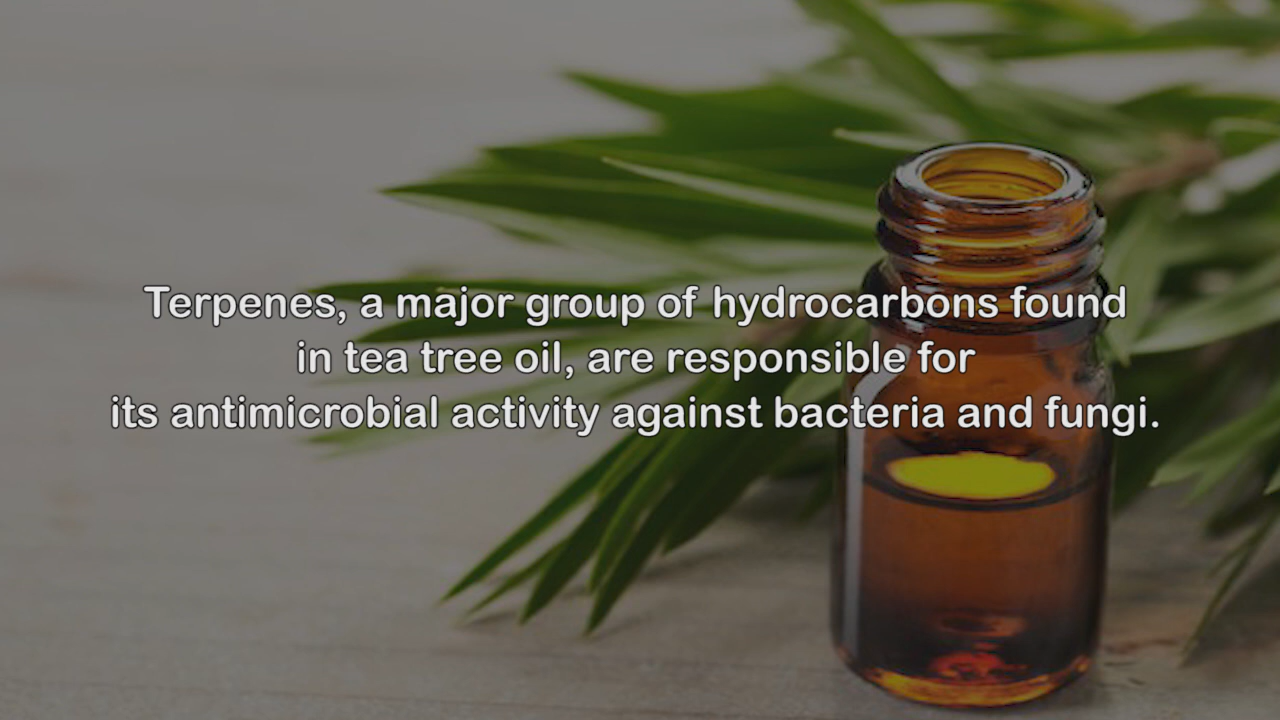 Terpenes, a major group of hydrocarbons found
in tea tree oil, are responsible for
its antimicrobial activity against bacteria and fungi.